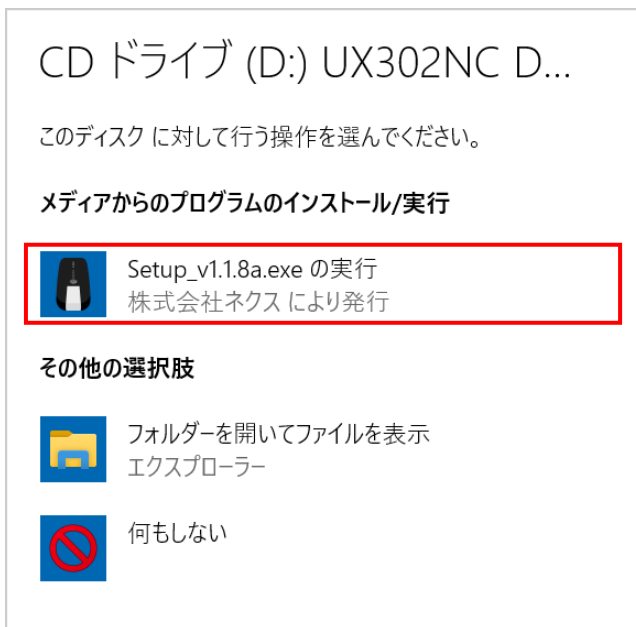 CD ドライブ (D:) UX302NC D...
このディスク に対して行う操作を選んでください。
メディアからのプログラムのインストール/実行
Setup_v1.1.8a.exe の実行
株式会社ネクス により発行
その他の選択肢
フォルダーを開いてファイルを表示
エクスプローラー
何もしない